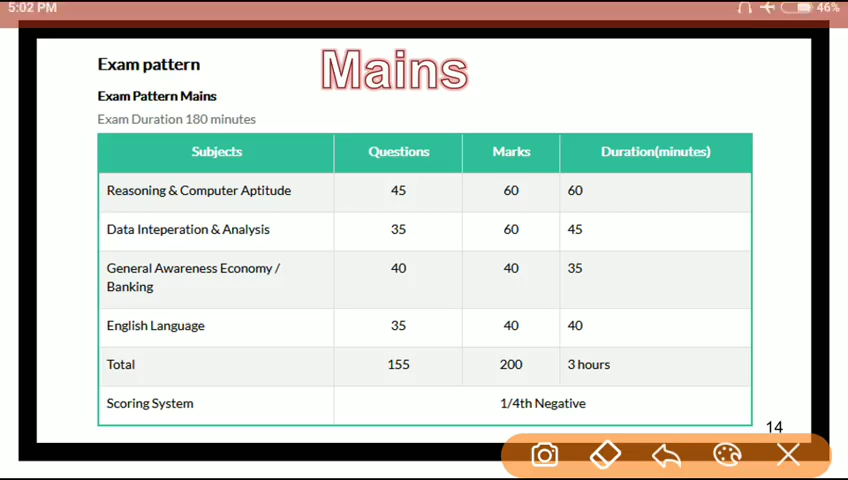 5:02 PM
46%
Mains
Exam pattern
Exam Pattern Mains
Exam Duration 180 minutes
Subjects Questions Marks Duration(minutes)
Reasoning & Computer Aptitude 45 60 60
Data Inteperation & Analysis 35 60 45
General Awareness Economy / 40 40 35
Banking
English Language 35 40 40
Total 155 200 3 hours
Scoring System 1/4th Negative
14